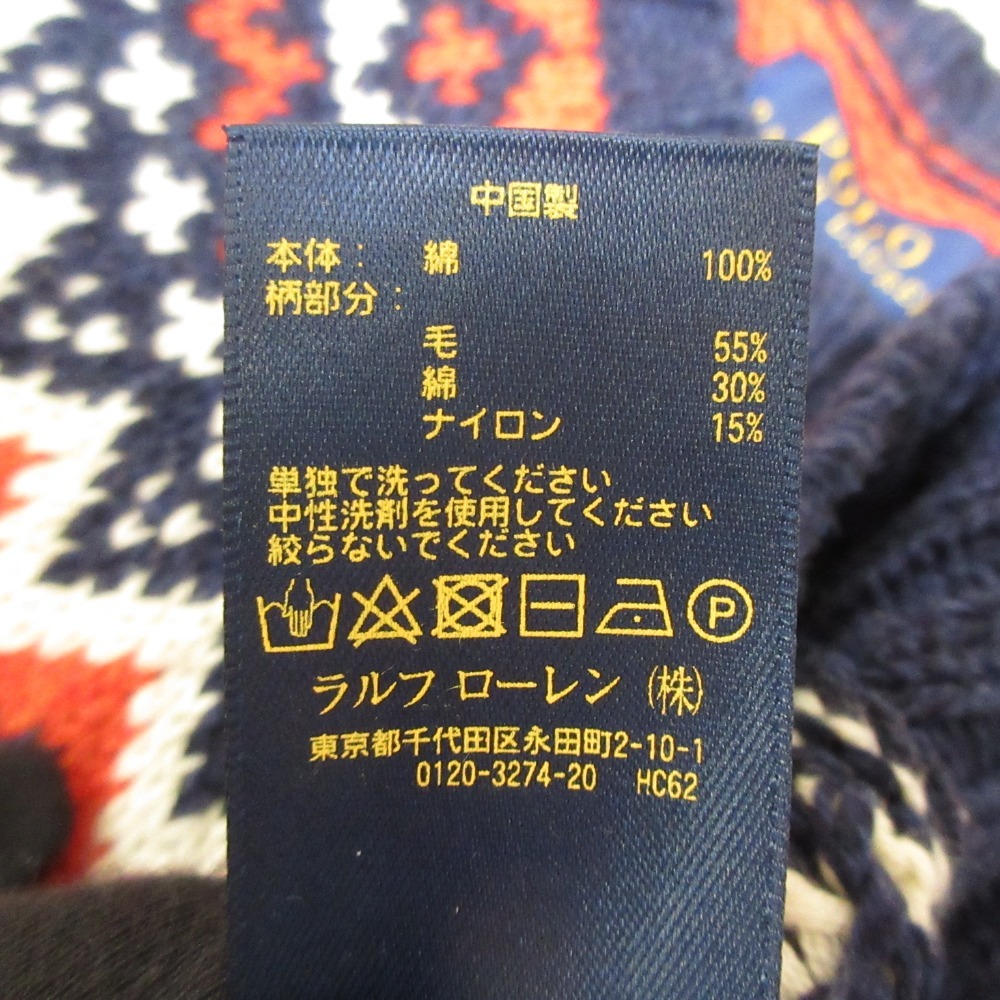 中国製
本体： 綿 100%
柄部分：
毛 55%
綿 30%
ナイロン 15%
単独で洗ってください
中性洗剤を使用してください
絞らないでください
P
ラルフ ローレン (株)
東京都千代田区永田町2-10-1
0120-3274-20 HC62
POLO